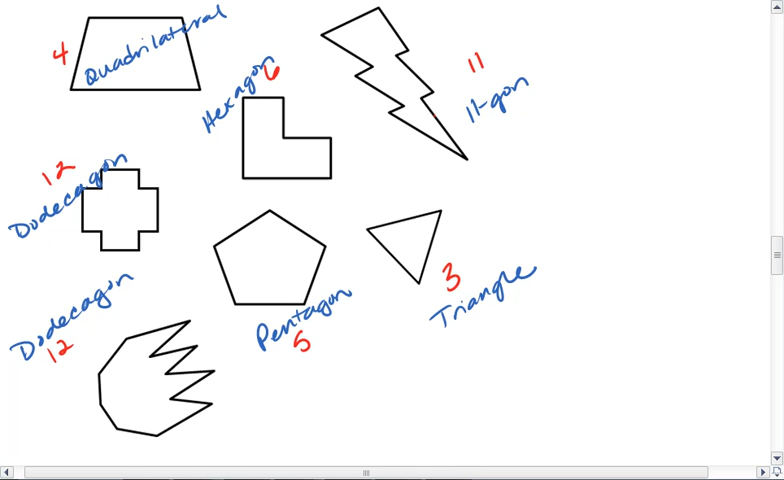 4
Quadrilateral
Hexagon
6
11
11-gon
12
Dodecagon
Dodecagon
12
Pentagon
5
3
Triangle